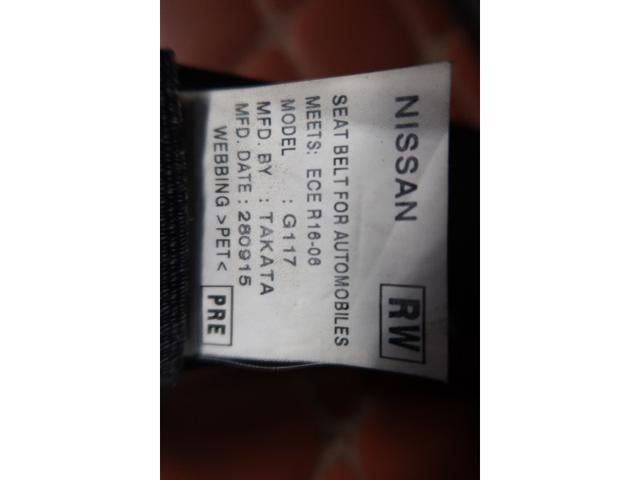 NISSAN RW
SEAT BELT FOR AUTOMOBILES
MEETS: ECE R16-06
MODEL : G117
MFD. BY : TAKATA
MFD. DATE : 280915
WEBBING >PET< PRE